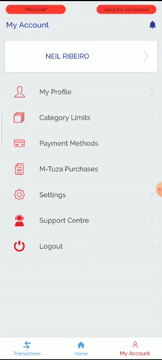 My Account
NEIL RIBEIRO
My Profile
Category Limits
Payment Methods
M-Tuza Purchases
Settings
Support Centre
Logout
Transactions
Home
My Account